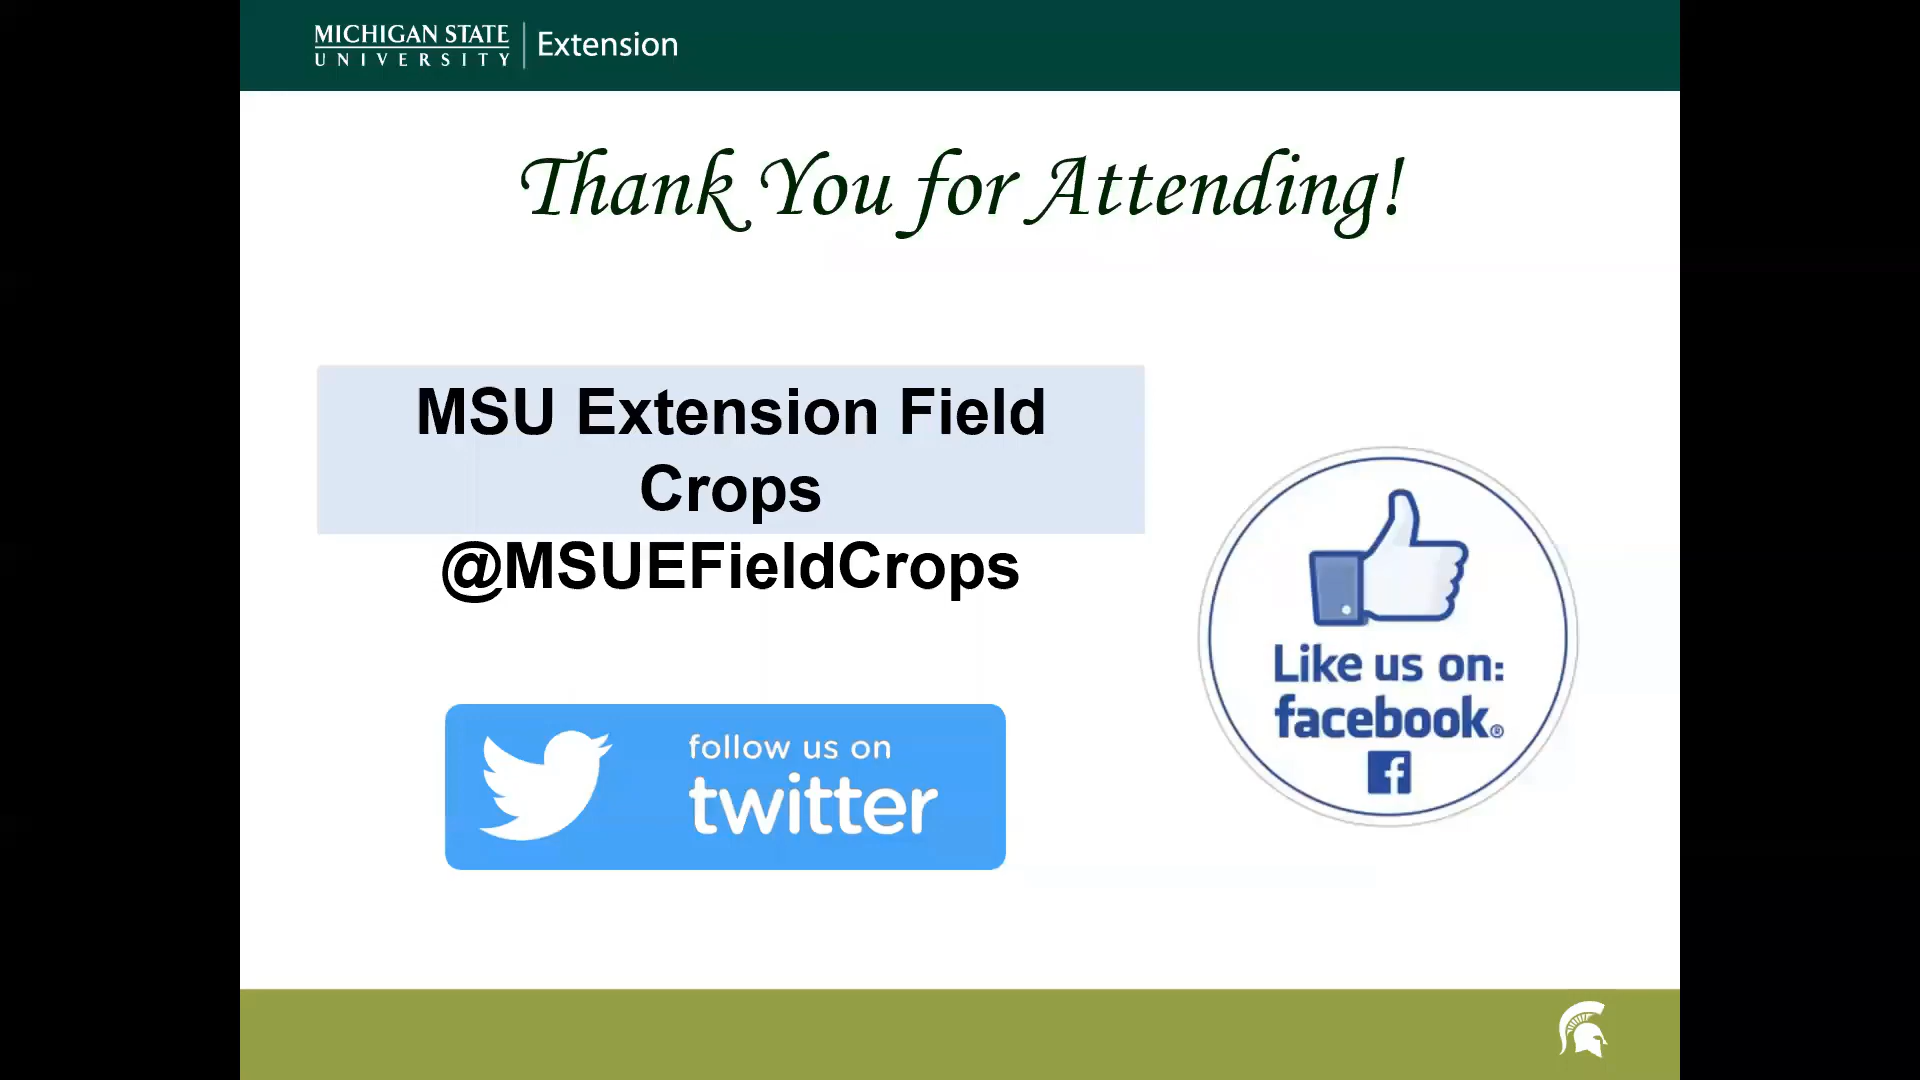 MICHIGAN STATE
UNIVERSITY
Extension
Thank You for Attending!
MSU Extension Field
Crops
@MSUEFieldCrops
follow us on
twitter
Like us on:
facebook®
f